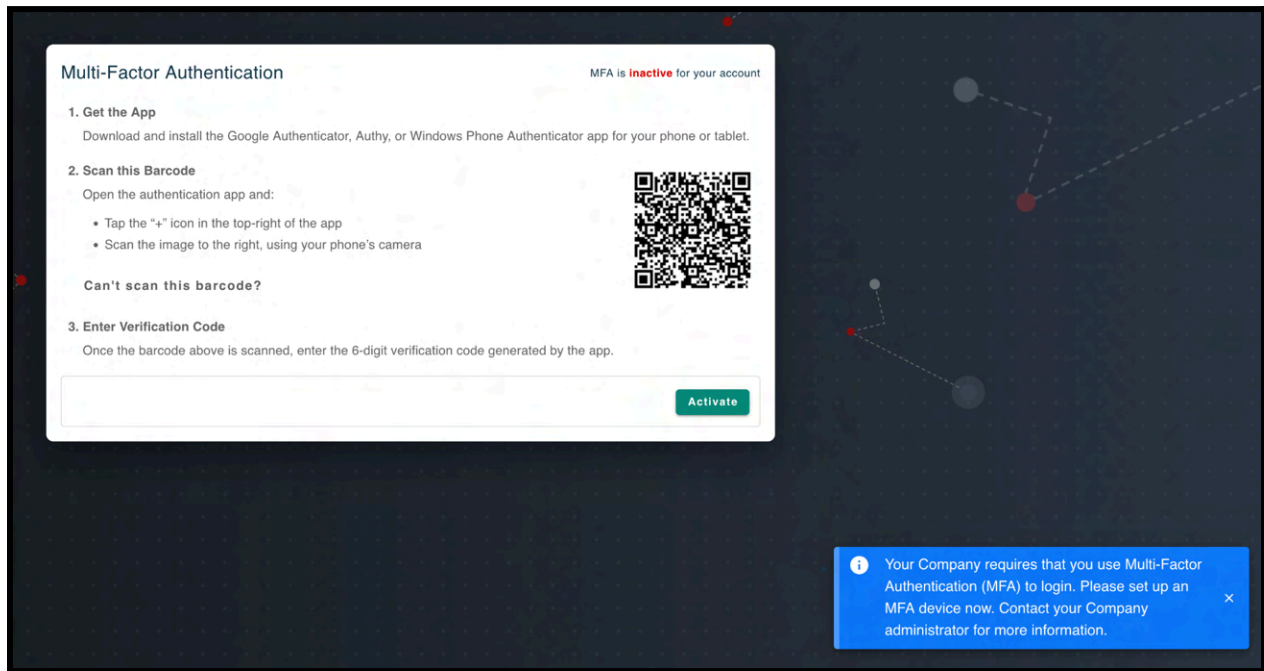 Multi-Factor Authentication
MFA is inactive for your account
1. Get the App
Download and install the Google Authenticator, Authy, or Windows Phone Authenticator app for your phone or tablet.
2. Scan this Barcode
Open the authentication app and:
• Tap the “+” icon in the top-right of the app
• Scan the image to the right, using your phone’s camera
Can't scan this barcode?
3. Enter Verification Code
Once the barcode above is scanned, enter the 6-digit verification code generated by the app.
Activate
Your Company requires that you use Multi-Factor
Authentication (MFA) to login. Please set up an
MFA device now. Contact your Company
administrator for more information.